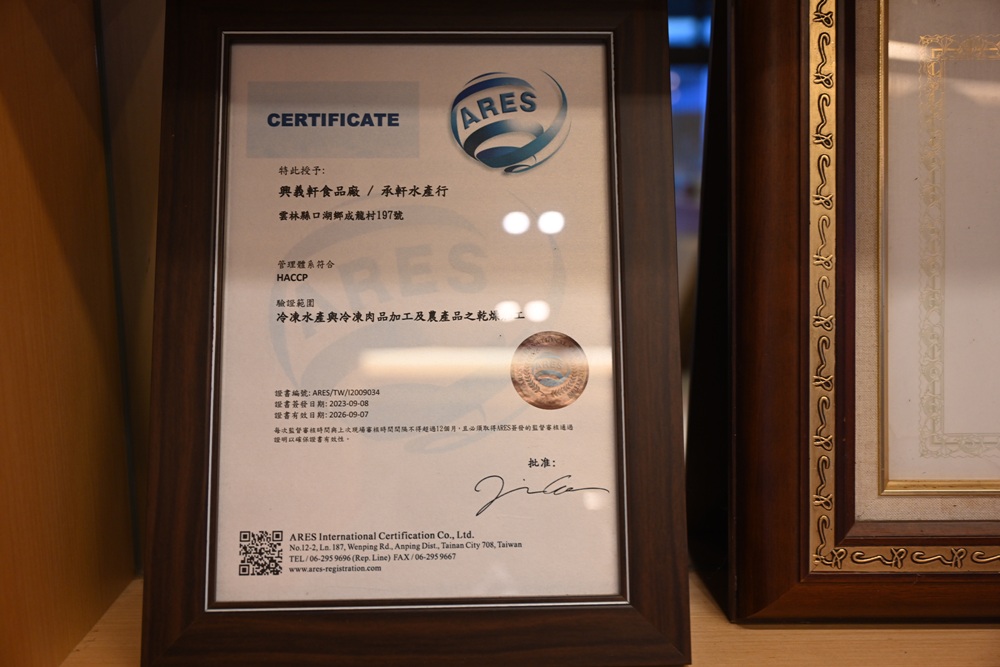 CERTIFICATE
ARES
特此授予:
興義軒食品廠 / 承軒水產行
雲林縣口湖鄉成龍村197號
管理體系符合
HACCP
驗證範圍
冷凍水產與冷凍肉品加工及農產品之乾燥 工
ARES
證書編號: ARES/TW/I2009034
證書簽發日期: 2023-09-08
證書有效日期: 2026-09-07
每次監督審核時間與上次現場審核時間間隔不得超過12個月,並必須取得ARES簽發的監督審核通過
證明以確保證書有效性。
批准:
ARES International Certification Co., Ltd.
No.12-2, Ln. 187, Wenping Rd., Anping Dist., Tainan City 708, Taiwan
TEL / 06-295 9696 (Rep. Line) FAX / 06-295 9667
www.ares-registration.com